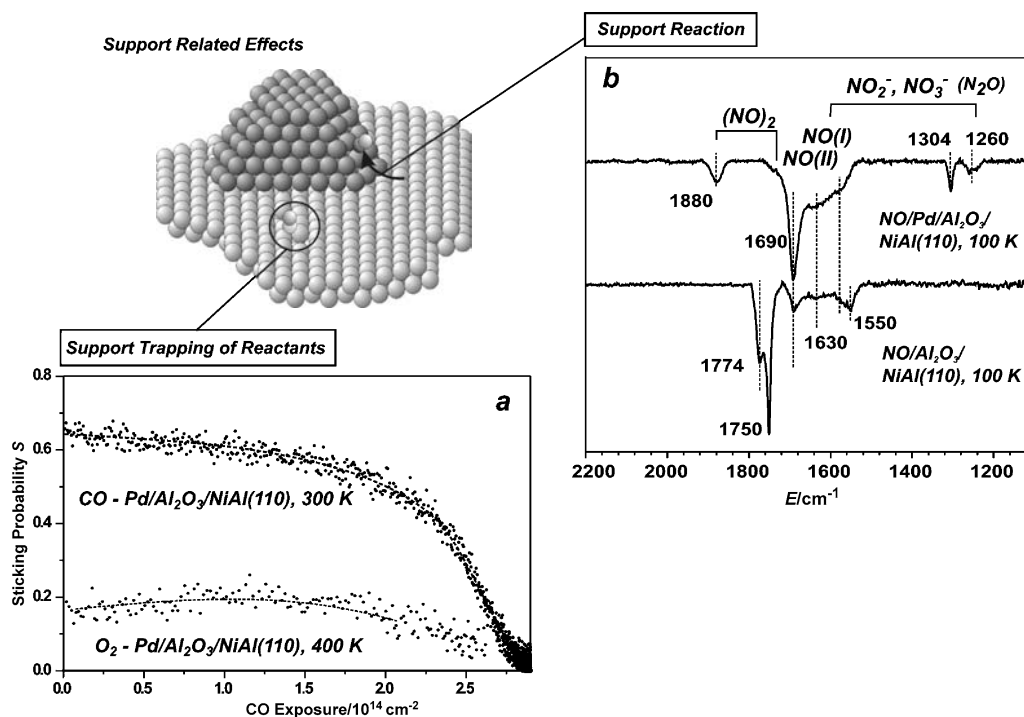 Support Related Effects
Support Reaction
Support Trapping of Reactants
a
0.8
0.6
0.4
0.2
0.0
Sticking Probability S
CO - Pd/Al2O3/NiAl(110), 300 K
O2 - Pd/Al2O3/NiAl(110), 400 K
0.0 0.5 1.0 1.5 2.0 2.5
CO Exposure/10^14 cm^-2
b
NO2^-, NO3^- (N2O)
(NO)2
NO(I)
NO(II)
1304 1260
1880
1690
NO/Pd/Al2O3/
NiAl(110), 100 K
1774
1630
1550
NO/Al2O3/
NiAl(110), 100 K
1750
2200 2000 1800 1600 1400 1200
E/cm^-1